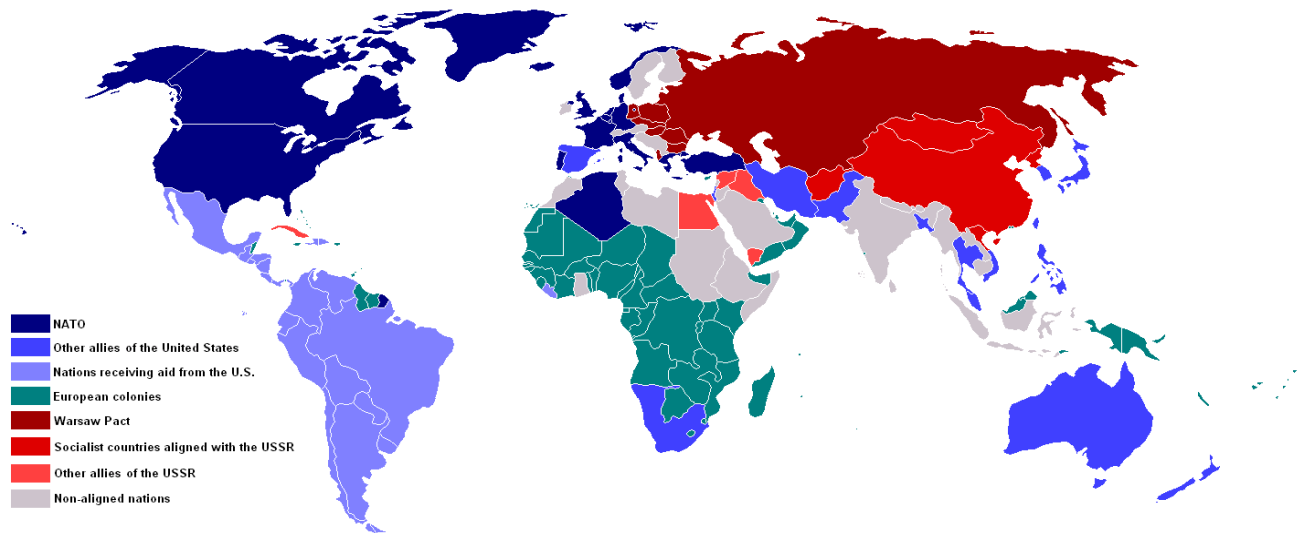 NATO
Other allies of the United States
Nations receiving aid from the U.S.
European colonies
Warsaw Pact
Socialist countries aligned with the USSR
Other allies of the USSR
Non-aligned nations